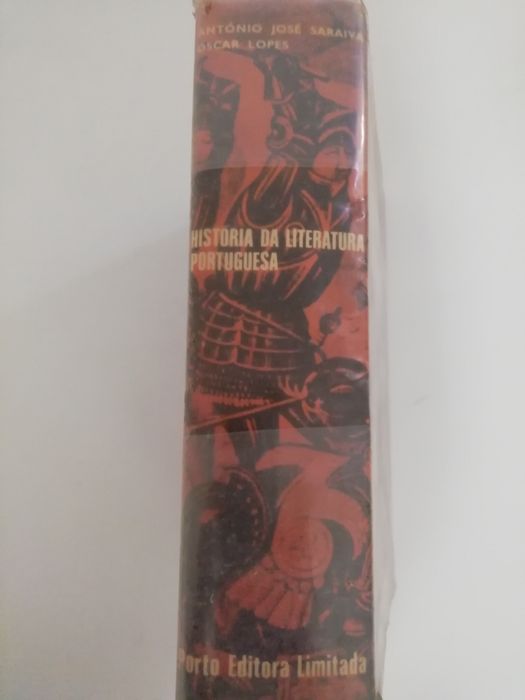 ANTÓNIO JOSÉ SARAIVA
ÓSCAR LOPES
HISTÓRIA DA LITERATURA
PORTUGUESA
Porto Editora Limitada